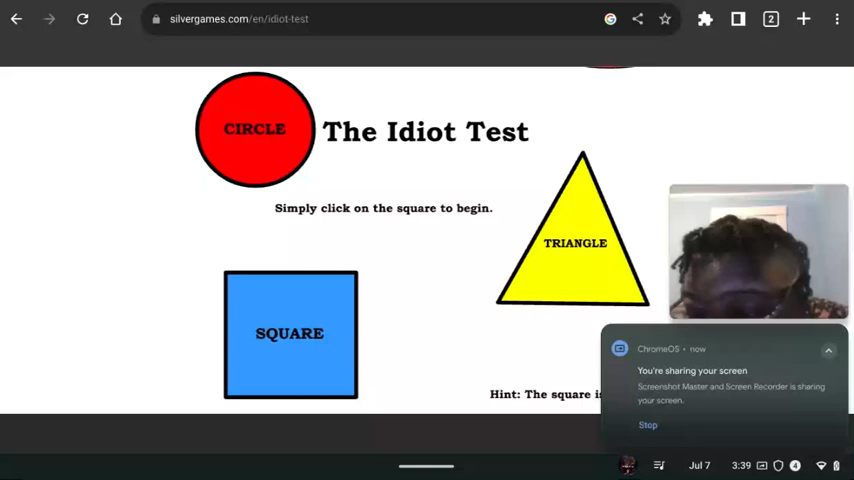 silvergames.com/en/idiot-test
2
CIRCLE
The Idiot Test
Simply click on the square to begin.
TRIANGLE
SQUARE
Hint: The square is
ChromeOS • now
You're sharing your screen
Screenshot Master and Screen Recorder is sharing
your screen.
Stop
Jul 7
3:39
4